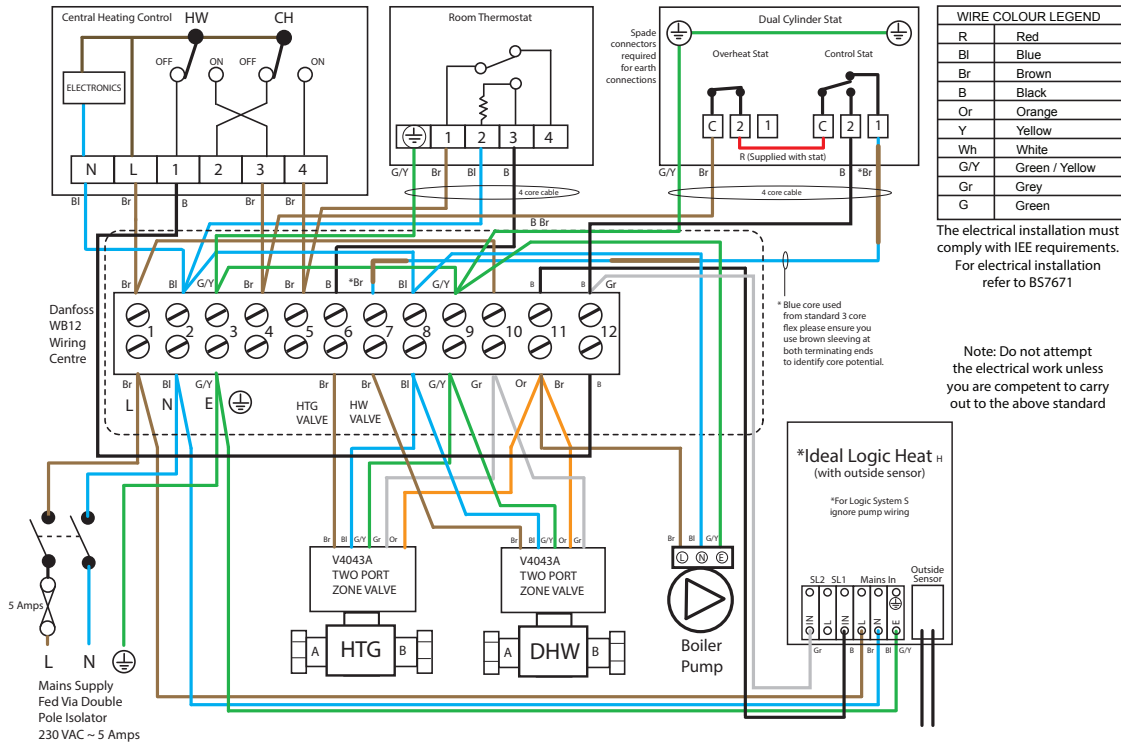 Central Heating Control
HW
CH
OFF
ON
OFF
ON
ELECTRONICS
N
L
1
2
3
4
Bl
Br
B
Br
Br
Room Thermostat
1
2
3
4
G/Y
Br
Bl
B
4 core cable
Dual Cylinder Stat
Spade
connectors
required
for earth
connections
Overheat Stat
Control Stat
C
2
1
C
2
1
R (Supplied with stat)
G/Y
Br
B
*Br
4 core cable
B Br
WIRE COLOUR LEGEND
R Red
Bl Blue
Br Brown
B Black
Or Orange
Y Yellow
Wh White
G/Y Green / Yellow
Gr Grey
G Green
The electrical installation must
comply with IEE requirements.
For electrical installation
refer to BS7671
Note: Do not attempt
the electrical work unless
you are competent to carry
out to the above standard
* Blue core used
from standard 3 core
flex please ensure you
use brown sleeving at
both terminating ends
to identify core potential.
Br
Bl
G/Y
Br
Br
B
*Br
Bl
G/Y
B
B
Gr
Danfoss
WB12
Wiring
Centre
1
2
3
4
5
6
7
8
9
10
11
12
Br
Bl
G/Y
Br
Br
Bl
G/Y
Gr
Or
Br
B
L
N
E
HTG
VALVE
HW
VALVE
5 Amps
L
N
Mains Supply
Fed Via Double
Pole Isolator
230 VAC ~ 5 Amps
Br
Bl
G/Y
Gr
Or
V4043A
TWO PORT
ZONE VALVE
A
HTG
B
Br
Bl
G/Y
Or
Gr
V4043A
TWO PORT
ZONE VALVE
A
DHW
B
Br
Bl
G/Y
L
N
E
Boiler
Pump
*Ideal Logic Heat H
(with outside sensor)
*For Logic System S
ignore pump wiring
SL2
SL1
Mains In
Outside
Sensor
IN
L
IN
L
N
E
Gr
B
Br
Bl
G/Y